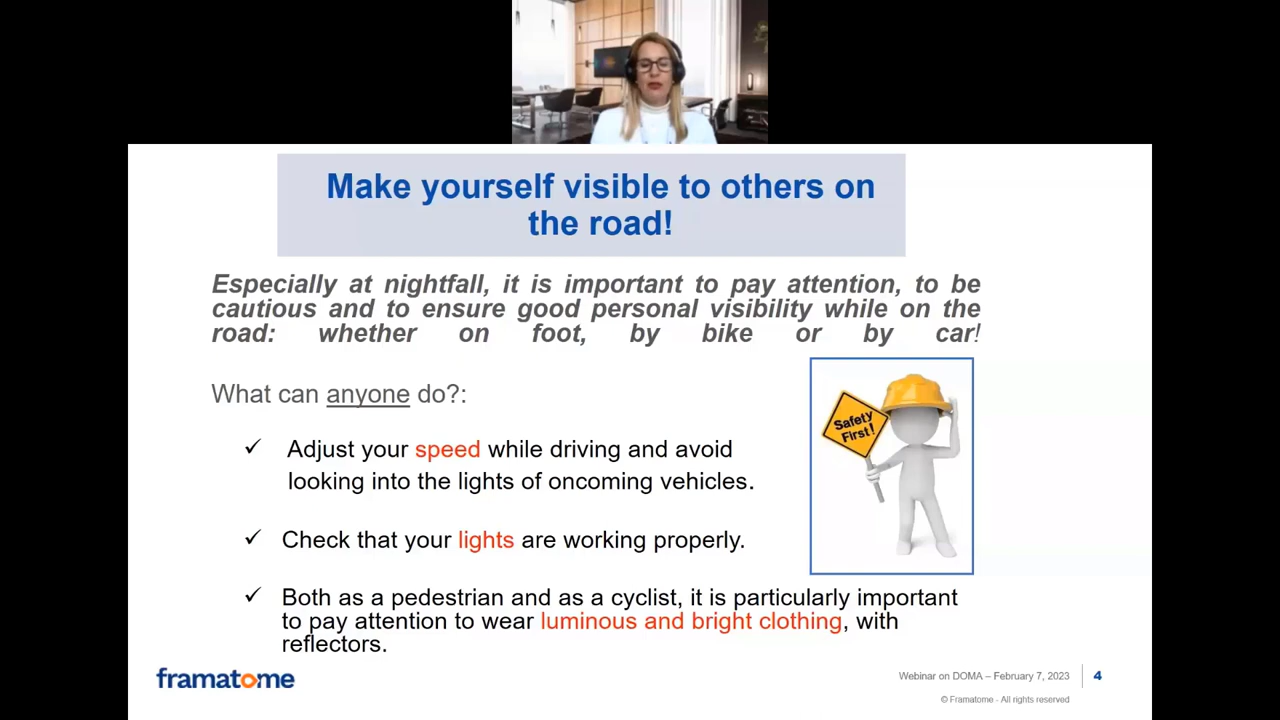 Make yourself visible to others on
the road!
Especially at nightfall, it is important to pay attention, to be
cautious and to ensure good personal visibility while on the
road: whether on foot, by bike or by car!
What can anyone do?:
✓ Adjust your speed while driving and avoid
looking into the lights of oncoming vehicles.
Safety
First!
✓ Check that your lights are working properly.
✓ Both as a pedestrian and as a cyclist, it is particularly important
to pay attention to wear luminous and bright clothing, with
reflectors.
framatome
Webinar on DOMA – February 7, 2023
4
© Framatome - All rights reserved